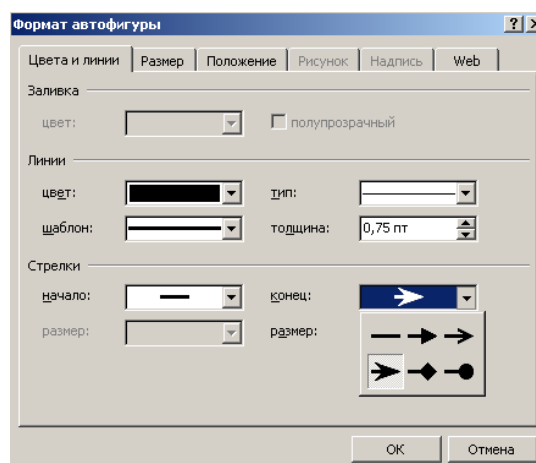 Формат автофигуры
Цвета и линии Размер Положение Рисунок Надпись Web
Заливка
цвет: полупрозрачный
Линии
цвет: тип:
шаблон: толщина: 0,75 пт
Стрелки
начало: конец:
размер: размер:
ОК Отмена